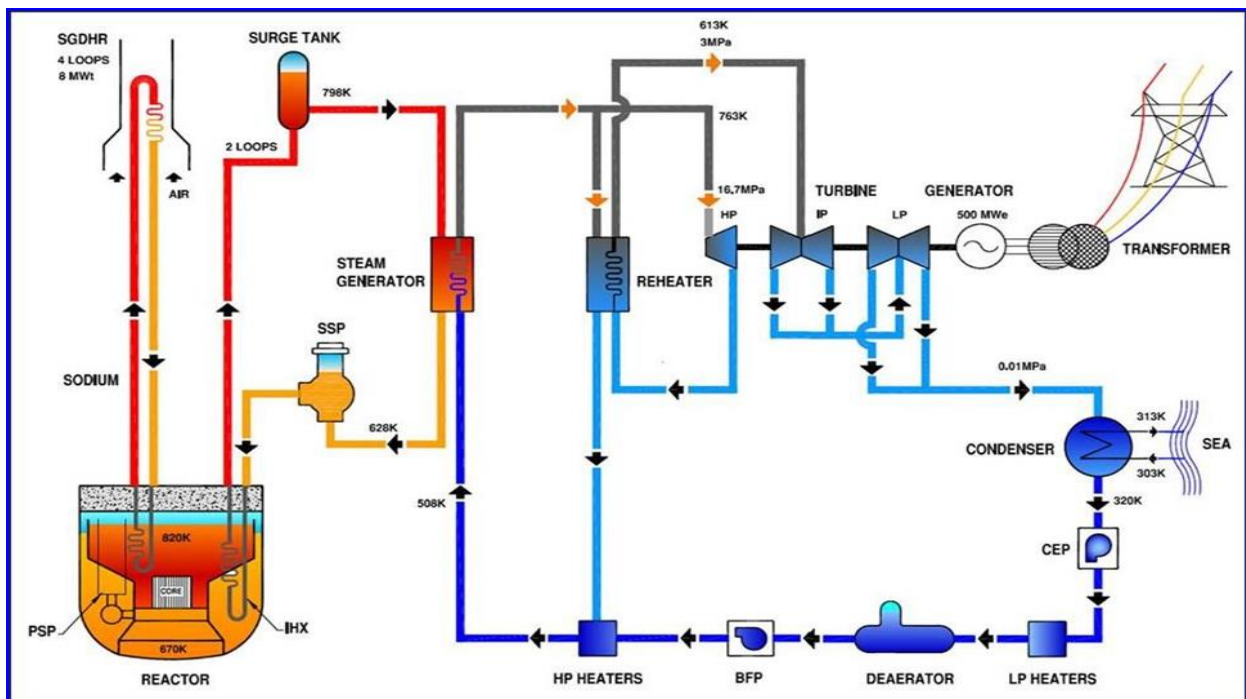 613K
3MPa
SGDHR
4 LOOPS
8 MWt
SURGE TANK
798K
763K
2 LOOPS
AIR
16.7MPa
TURBINE
GENERATOR
HP
IP
LP
500 MWe
TRANSFORMER
STEAM
GENERATOR
REHEATER
SSP
SODIUM
628K
0.01MPa
313K
CONDENSER
SEA
303K
508K
320K
820K
CEP
CORE
PSP
IHX
670K
REACTOR
HP HEATERS
BFP
DEAERATOR
LP HEATERS